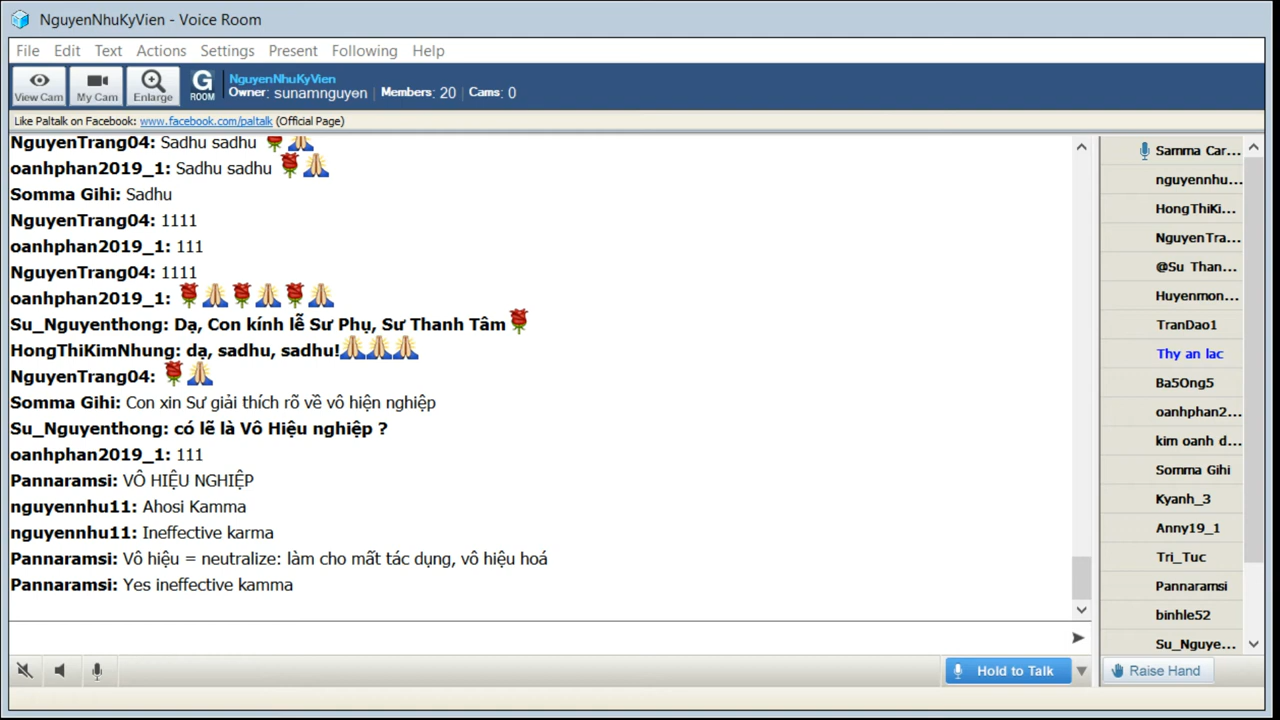 NguyenNhuKyVien - Voice Room
File Edit Text Actions Settings Present Following Help
View Cam
My Cam
Enlarge
G ROOM
NguyenNhuKyVien
Owner: sunamnguyen | Members: 20 | Cams: 0
Like Paltalk on Facebook: www.facebook.com/paltalk (Official Page)
NguyenTrang04: Sadhu sadhu
oanhphan2019_1: Sadhu sadhu
Somma Gihi: Sadhu
NguyenTrang04: 1111
oanhphan2019_1: 111
NguyenTrang04: 1111
oanhphan2019_1:
Su_Nguyenthong: Dạ, Con kính lễ Sư Phụ, Sư Thanh Tâm
HongThiKimNhung: dạ, sadhu, sadhu!
NguyenTrang04:
Somma Gihi: Con xin Sư giải thích rõ về vô hiện nghiệp
Su_Nguyenthong: có lẽ là Vô Hiệu nghiệp ?
oanhphan2019_1: 111
Pannaramsi: VÔ HIỆU NGHIỆP
nguyennhu11: Ahosi Kamma
nguyennhu11: Ineffective karma
Pannaramsi: Vô hiệu = neutralize: làm cho mất tác dụng, vô hiệu hoá
Pannaramsi: Yes ineffective kamma
Samma Car...
nguyennhu...
HongThiKi...
NguyenTra...
@Su Than...
Huyenmon...
TranDao1
Thy an lac
Ba5Ong5
oanhphan2...
kim oanh d...
Somma Gihi
Kyanh_3
Anny19_1
Tri_Tuc
Pannaramsi
binhle52
Su_Nguye...
Hold to Talk
Raise Hand